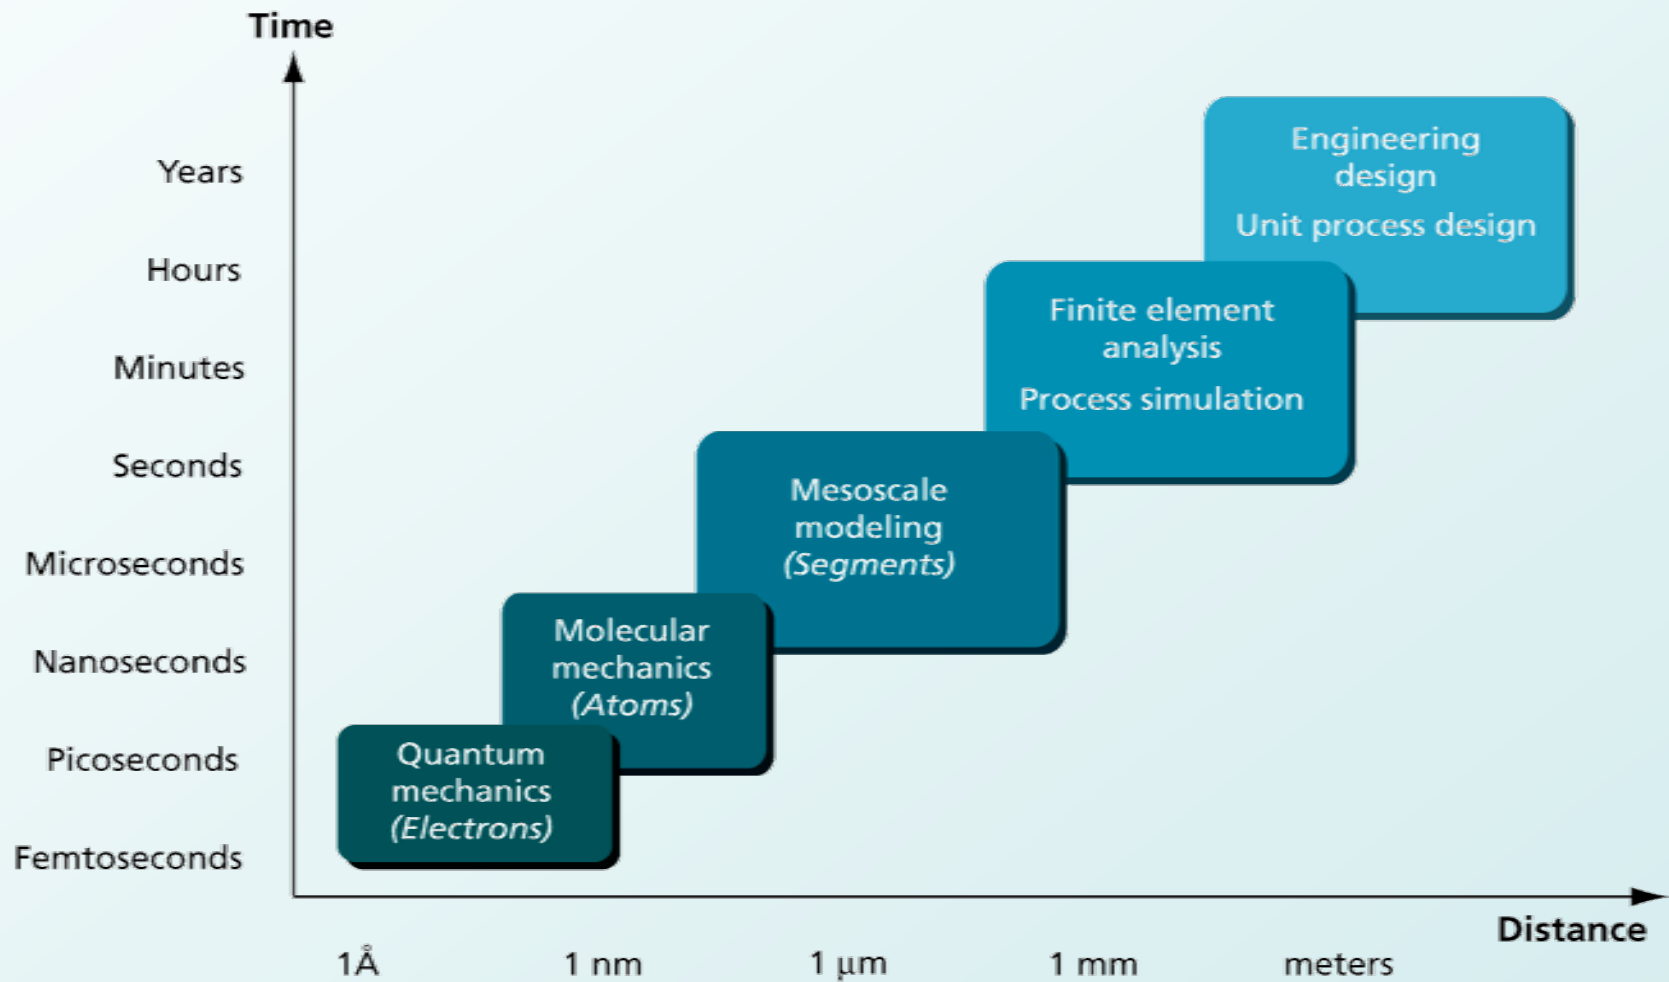 Time
Years
Hours
Minutes
Seconds
Microseconds
Nanoseconds
Picoseconds
Femtoseconds
Engineering
design
Unit process design
Finite element
analysis
Process simulation
Mesoscale
modeling
(Segments)
Molecular
mechanics
(Atoms)
Quantum
mechanics
(Electrons)
Distance
1Å 1 nm 1 μm 1 mm meters